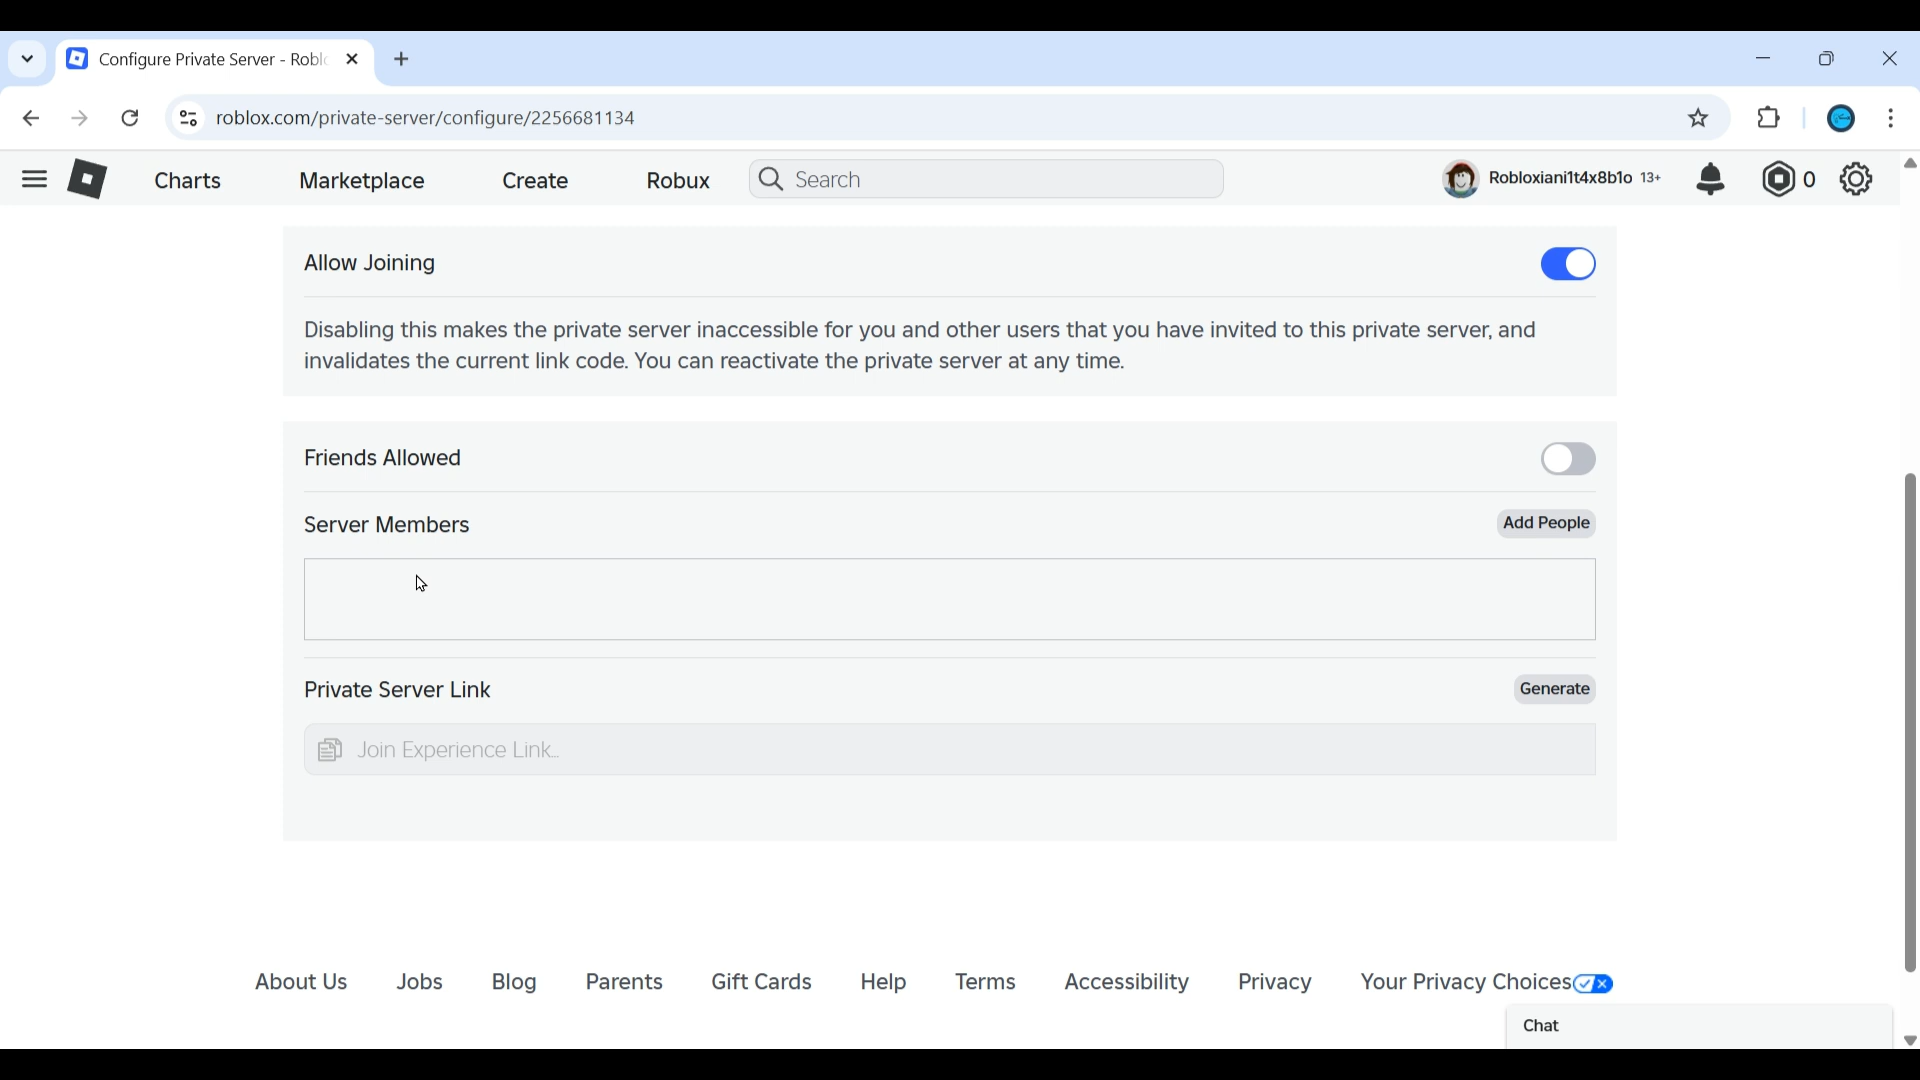 Configure Private Server - Robl
roblox.com/private-server/configure/2256681134
Charts
Marketplace
Create
Robux
Search
Robloxiani1t4x8b1o 13+
0
Allow Joining
Disabling this makes the private server inaccessible for you and other users that you have invited to this private server, and
invalidates the current link code. You can reactivate the private server at any time.
Friends Allowed
Server Members
Add People
Private Server Link
Generate
Join Experience Link...
About Us
Jobs
Blog
Parents
Gift Cards
Help
Terms
Accessibility
Privacy
Your Privacy Choices
Chat